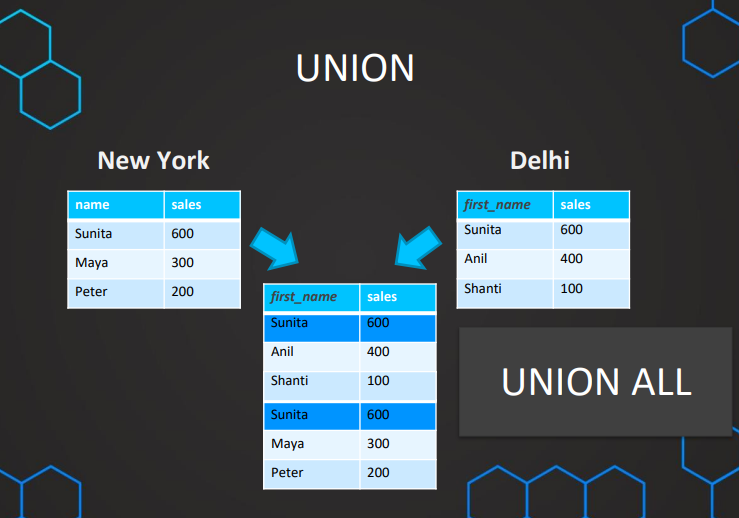 UNION
New York
name sales
Sunita 600
Maya 300
Peter 200
Delhi
first_name sales
Sunita 600
Anil 400
Shanti 100
first_name sales
Sunita 600
Anil 400
Shanti 100
Sunita 600
Maya 300
Peter 200
UNION ALL